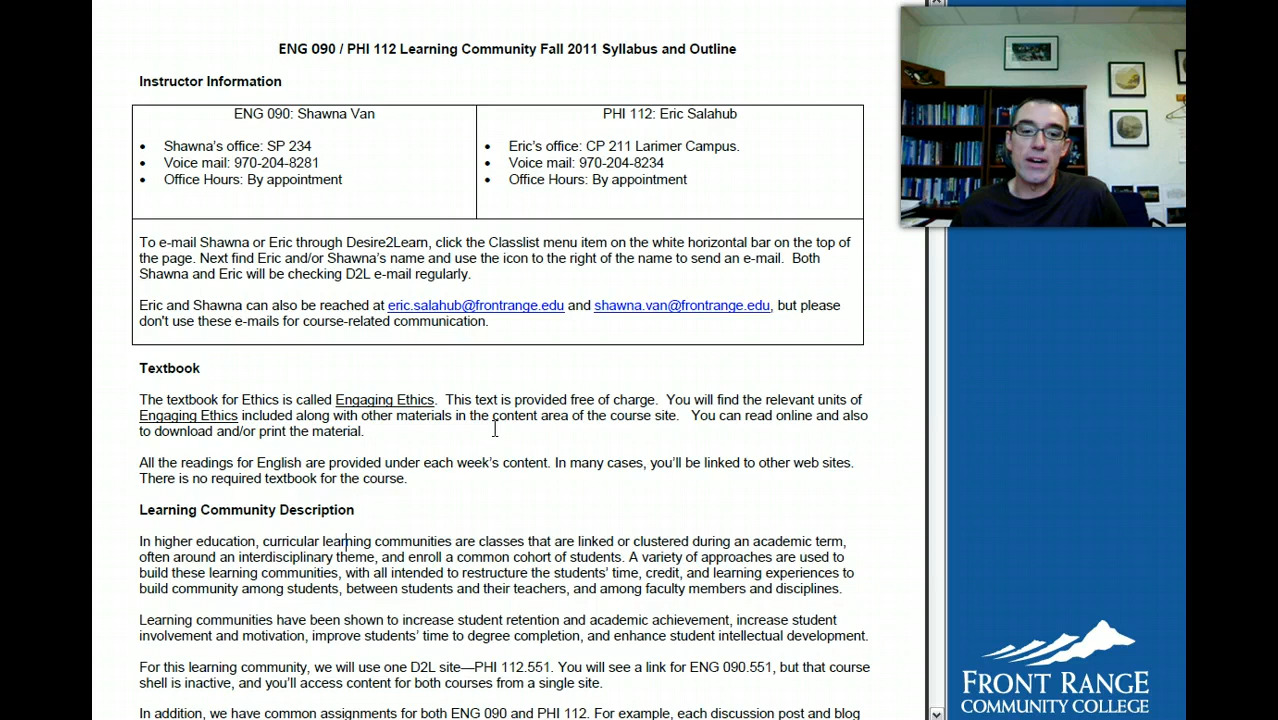 ENG 090 / PHI 112 Learning Community Fall 2011 Syllabus and Outline
Instructor Information
ENG 090: Shawna Van
• Shawna's office: SP 234
• Voice mail: 970-204-8281
• Office Hours: By appointment
PHI 112: Eric Salahub
• Eric's office: CP 211 Larimer Campus.
• Voice mail: 970-204-8234
• Office Hours: By appointment
To e-mail Shawna or Eric through Desire2Learn, click the Classlist menu item on the white horizontal bar on the top of
the page. Next find Eric and/or Shawna's name and use the icon to the right of the name to send an e-mail.  Both
Shawna and Eric will be checking D2L e-mail regularly.
Eric and Shawna can also be reached at eric.salahub@frontrange.edu and shawna.van@frontrange.edu, but please
don't use these e-mails for course-related communication.
Textbook
The textbook for Ethics is called Engaging Ethics.  This text is provided free of charge.  You will find the relevant units of
Engaging Ethics included along with other materials in the content area of the course site.   You can read online and also
to download and/or print the material.
All the readings for English are provided under each week's content. In many cases, you'll be linked to other web sites.
There is no required textbook for the course.
Learning Community Description
In higher education, curricular learning communities are classes that are linked or clustered during an academic term,
often around an interdisciplinary theme, and enroll a common cohort of students. A variety of approaches are used to
build these learning communities, with all intended to restructure the students' time, credit, and learning experiences to
build community among students, between students and their teachers, and among faculty members and disciplines.
Learning communities have been shown to increase student retention and academic achievement, increase student
involvement and motivation, improve students' time to degree completion, and enhance student intellectual development.
For this learning community, we will use one D2L site—PHI 112.551. You will see a link for ENG 090.551, but that course
shell is inactive, and you'll access content for both courses from a single site.
In addition, we have common assignments for both ENG 090 and PHI 112. For example, each discussion post and blog
FRONT RANGE
COMMUNITY COLLEGE